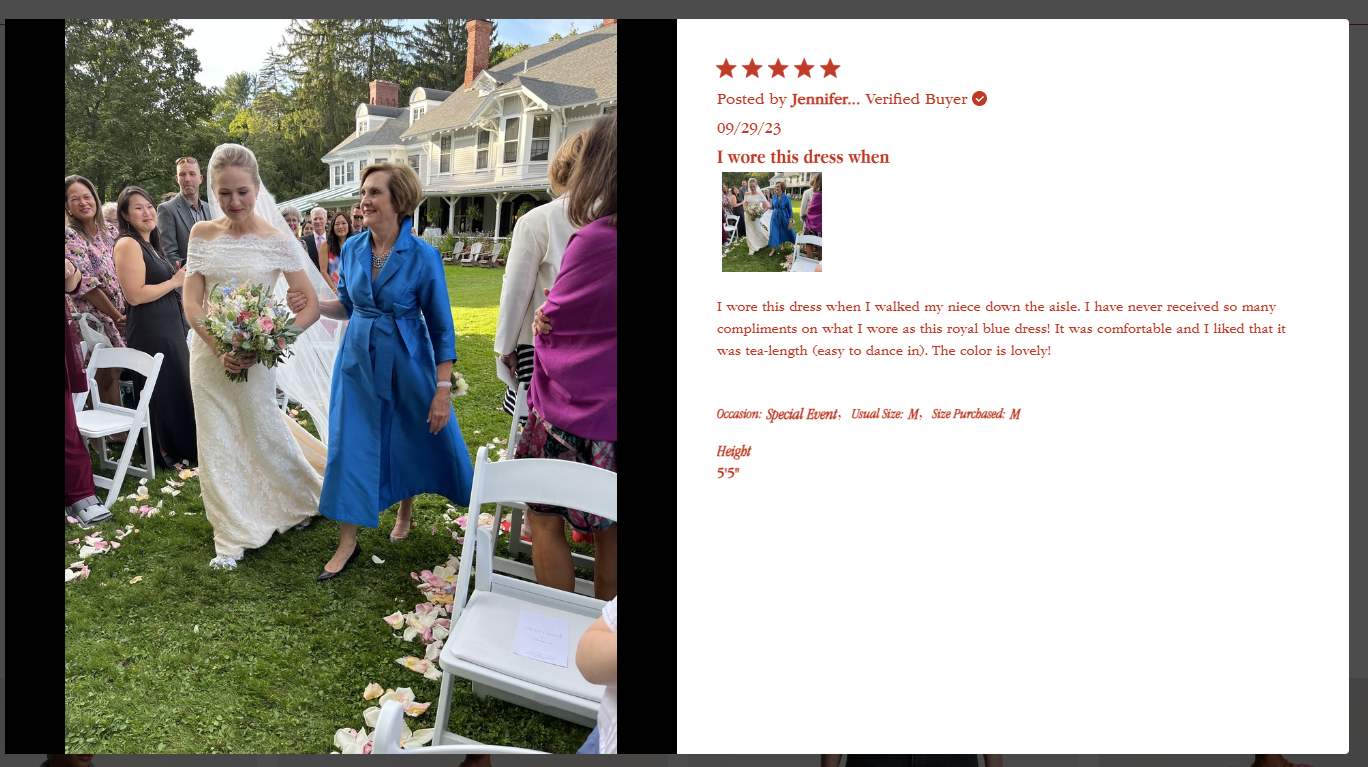 Posted by Jennifer... Verified Buyer
09/29/23
I wore this dress when
I wore this dress when I walked my niece down the aisle. I have never received so many
compliments on what I wore as this royal blue dress! It was comfortable and I liked that it
was tea-length (easy to dance in). The color is lovely!
Occasion: Special Event, Usual Size: M, Size Purchased: M
Height
5'5"